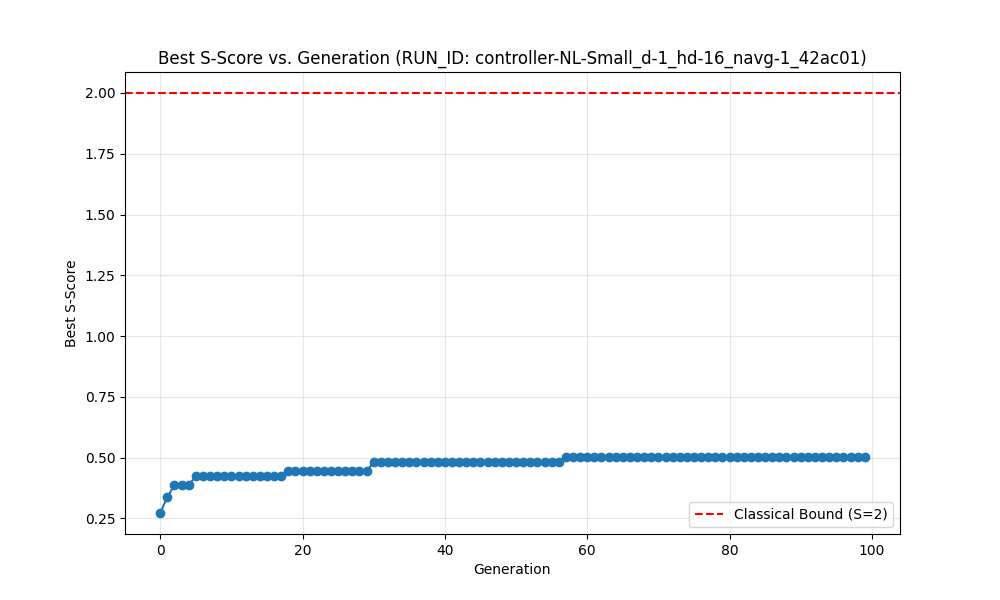 Best S-Score vs. Generation (RUN_ID: controller-NL-Small_d-1_hd-16_navg-1_42ac01)
2.00
1.75
1.50
1.25
1.00
0.75
0.50
0.25
Best S-Score
Classical Bound (S=2)
0 20 40 60 80 100
Generation